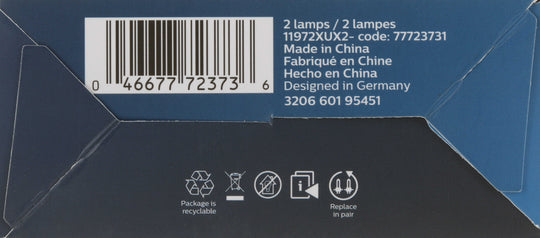 0 46677 72373 6
2 lamps / 2 lampes
11972XUX2- code: 77723731
Made in China
Fabriqué en Chine
Hecho en China
Designed in Germany
3206 601 95451
Package is
recyclable
Replace
in pair